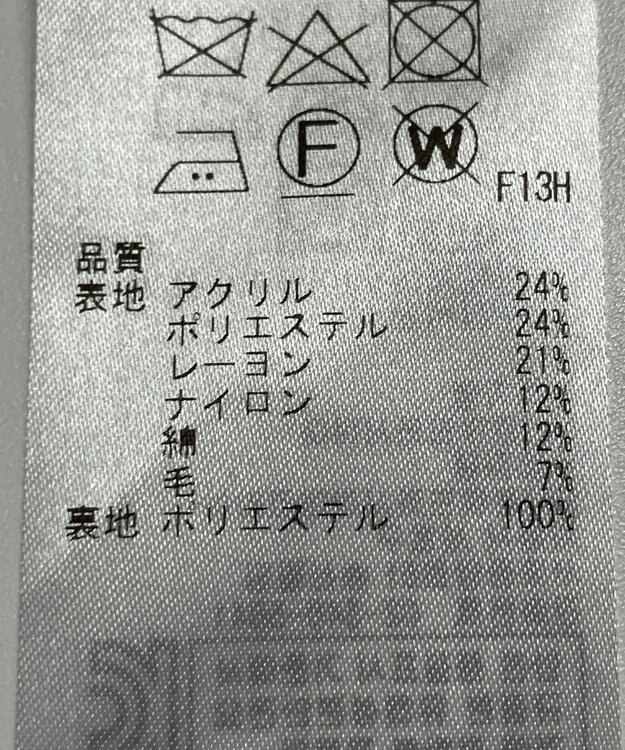 F W F13H
品質
表地 アクリル 24%
ポリエステル 24%
レーヨン 21%
ナイロン 12%
綿 12%
毛 7%
裏地 ポリエステル 100%